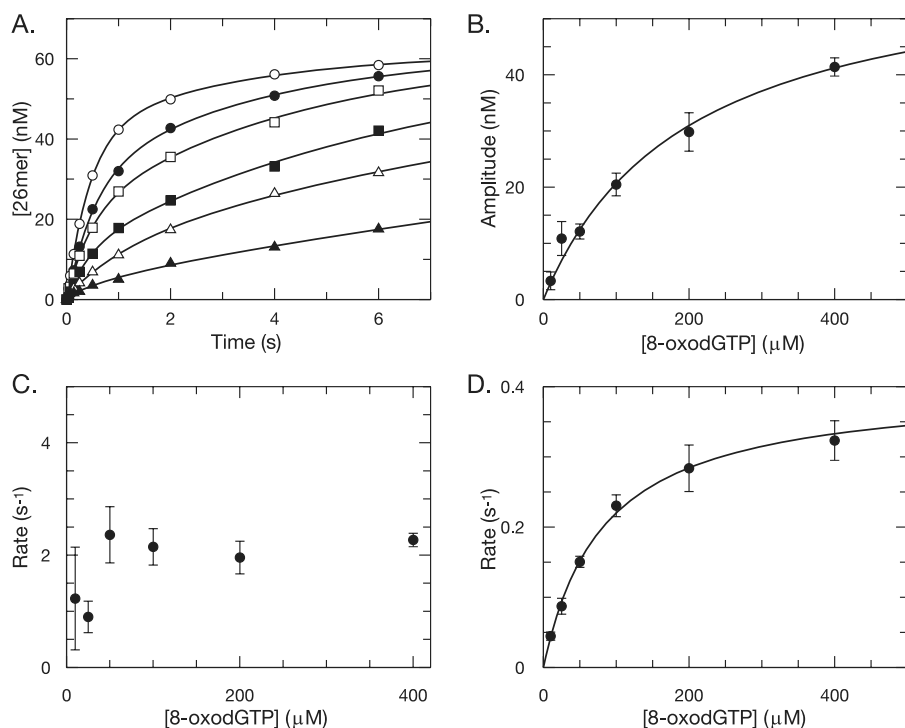 A.
[26mer] (nM)
60
40
20
0
0 2 4 6
Time (s)
B.
Amplitude (nM)
40
20
0
0 200 400
[8-oxodGTP] (µM)
C.
Rate (s-1)
4
2
0
0 200 400
[8-oxodGTP] (µM)
D.
Rate (s-1)
0.4
0.2
0
0 200 400
[8-oxodGTP] (µM)